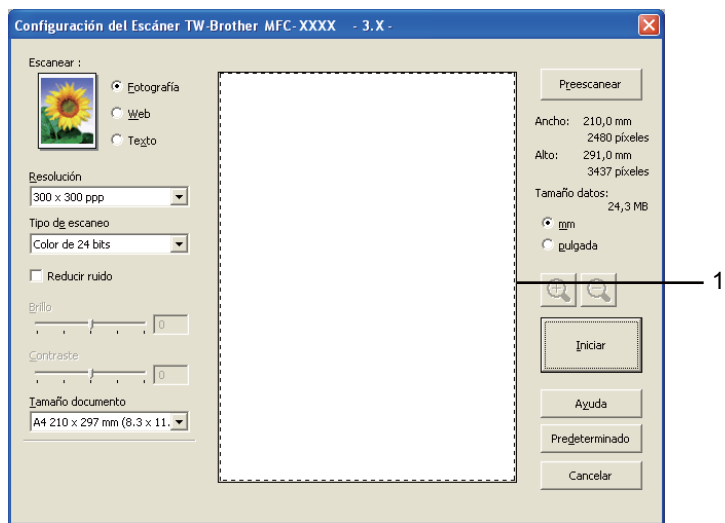 Configuración del Escáner TW-Brother MFC-XXXX - 3.X -
Escanear :
Fotografía
Web
Texto
Resolución
300 x 300 ppp
Tipo de escaneo
Color de 24 bits
Reducir ruido
Brillo
0
Contraste
0
Tamaño documento
A4 210 x 297 mm (8.3 x 11.
Preescanear
Ancho: 210,0 mm
2480 píxeles
Alto: 291,0 mm
3437 píxeles
Tamaño datos:
24,3 MB
mm
pulgada
1
Iniciar
Ayuda
Predeterminado
Cancelar